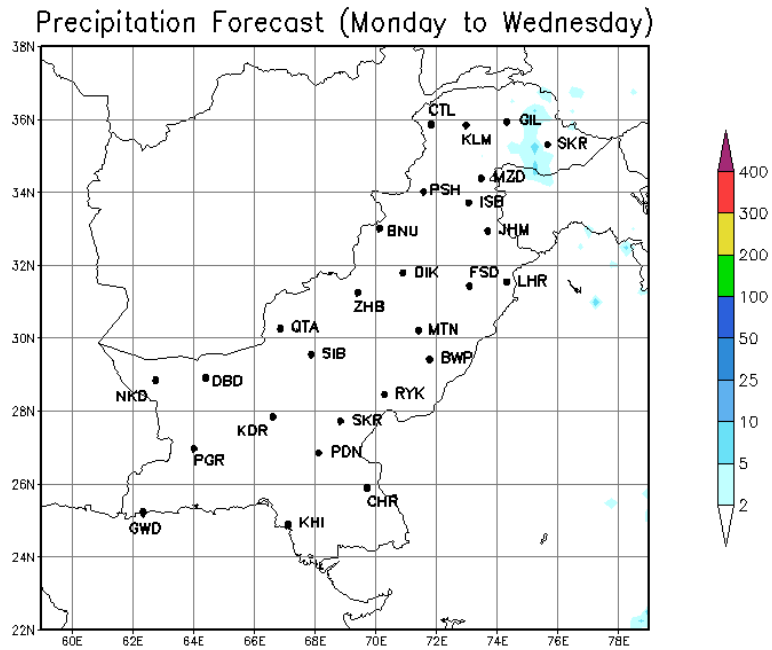 Precipitation Forecast (Monday to Wednesday)
38N
36N
34N
32N
30N
28N
26N
24N
22N
60E 62E 64E 66E 68E 70E 72E 74E 76E 78E
CTL
KLM
GIL
SKR
MZD
PSH
ISB
BNU
JHM
DIK
FSD
LHR
ZHB
QTA
MTN
SIB
BWP
NKD
DBD
RYK
KDR
SKR
PGR
PDN
CHR
GWD
KHI
400
300
200
100
50
25
10
5
2